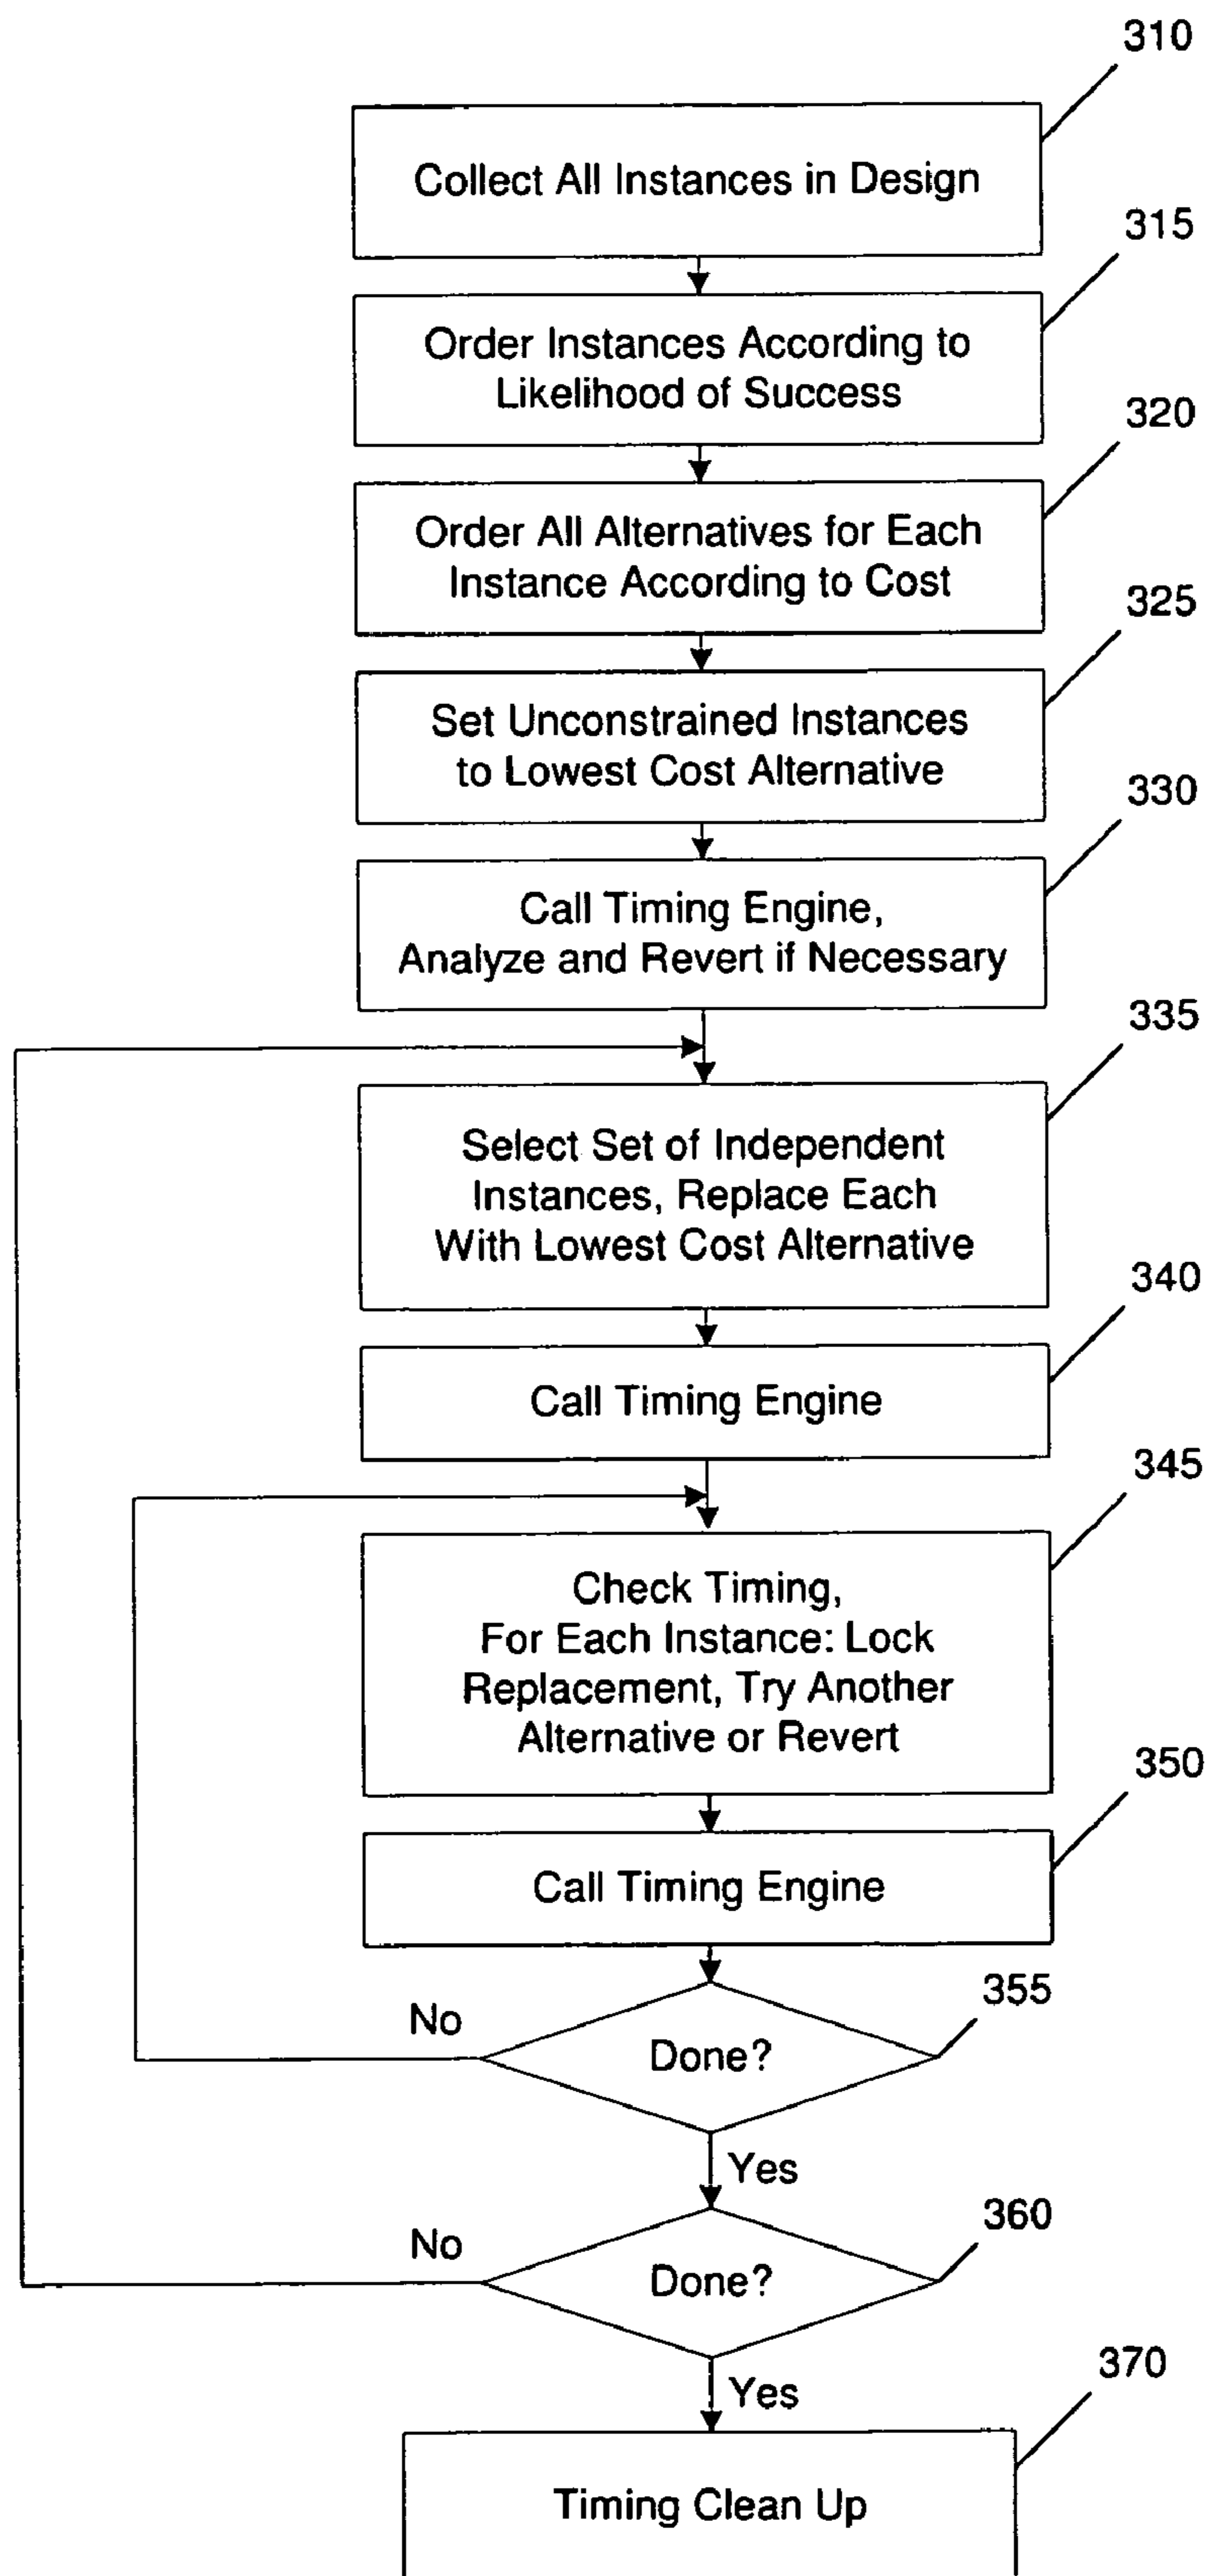 310
Collect All Instances in Design
315
Order Instances According to
Likelihood of Success
320
Order All Alternatives for Each
Instance According to Cost
325
Set Unconstrained Instances
to Lowest Cost Alternative
330
Call Timing Engine,
Analyze and Revert if Necessary
335
Select Set of Independent
Instances, Replace Each
With Lowest Cost Alternative
340
Call Timing Engine
345
Check Timing,
For Each Instance: Lock
Replacement, Try Another
Alternative or Revert
350
Call Timing Engine
355
No
Done?
Yes
360
No
Done?
Yes
370
Timing Clean Up